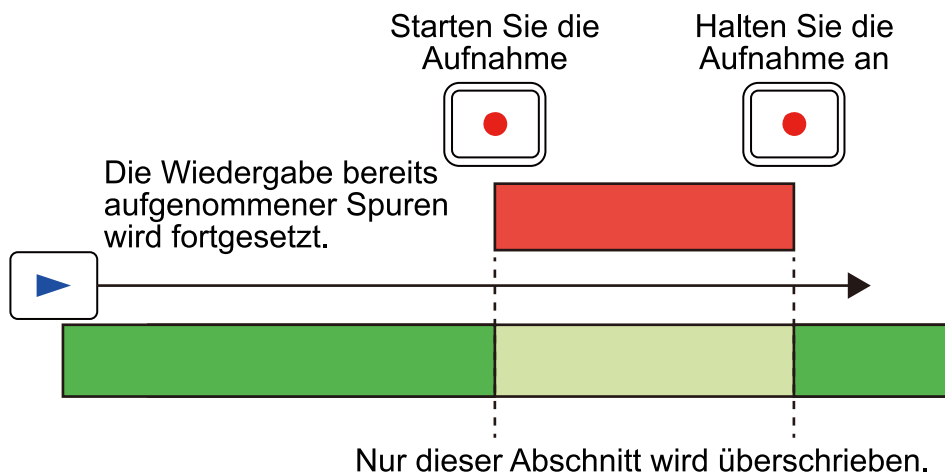 Starten Sie die
Aufnahme
Halten Sie die
Aufnahme an
Die Wiedergabe bereits
aufgenommener Spuren
wird fortgesetzt.
Nur dieser Abschnitt wird überschrieben.